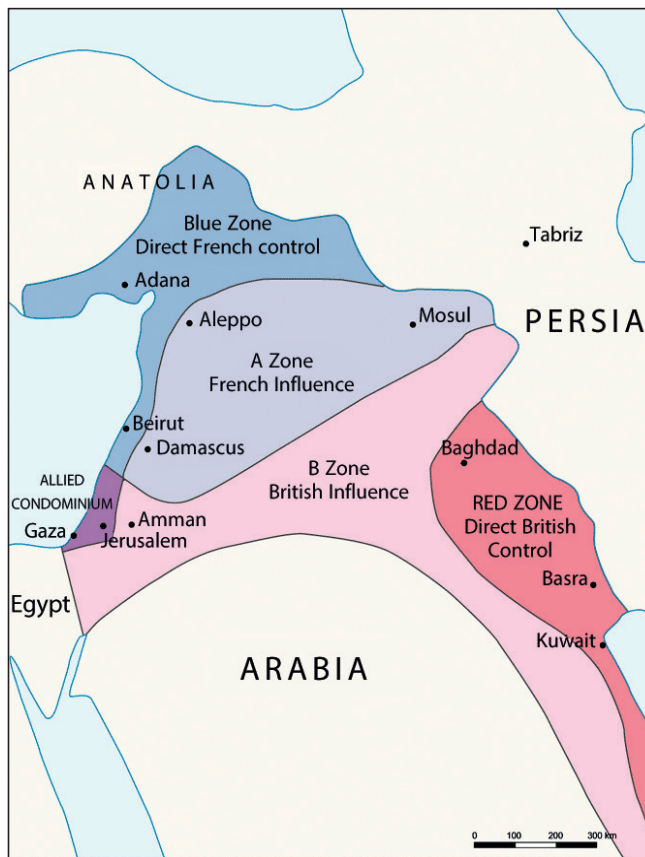 ANATOLIA
Blue Zone
Direct French control
Tabriz
Adana
Aleppo
Mosul
PERSIA
A Zone
French Influence
Beirut
Damascus
Baghdad
B Zone
British Influence
ALLIED
CONDOMINIUM
RED ZONE
Direct British
Control
Gaza
Amman
Jerusalem
Basra
Egypt
Kuwait
ARABIA
0 100 200 300 km